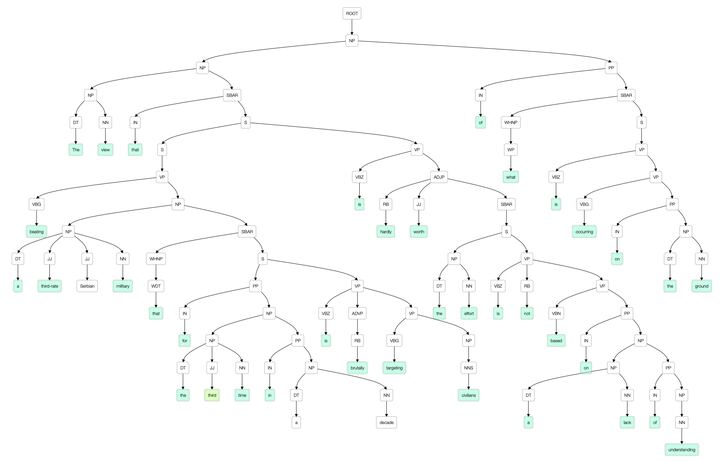 ROOT
NP
NP PP
NP SBAR IN SBAR
DT NN IN S of WHNP S
The view that S VP WP VP
VP VBZ ADJP what VBZ VP
VBG NP is RB JJ SBAR is VBG PP
beating NP SBAR hardly worth S occurring IN NP
DT JJ JJ NN WHNP S NP VP on DT NN
a third-rate Serbian military WDT PP VP DT NN VBZ RB VP the ground
that IN NP VBZ ADVP VP the effort is not VBN PP
for NP PP is RB VBG NP based IN NP
DT JJ NN IN NP brutally targeting NNS on NP PP
the third time in DT NN civilians DT NN IN NP
a decade a lack of NN
understanding